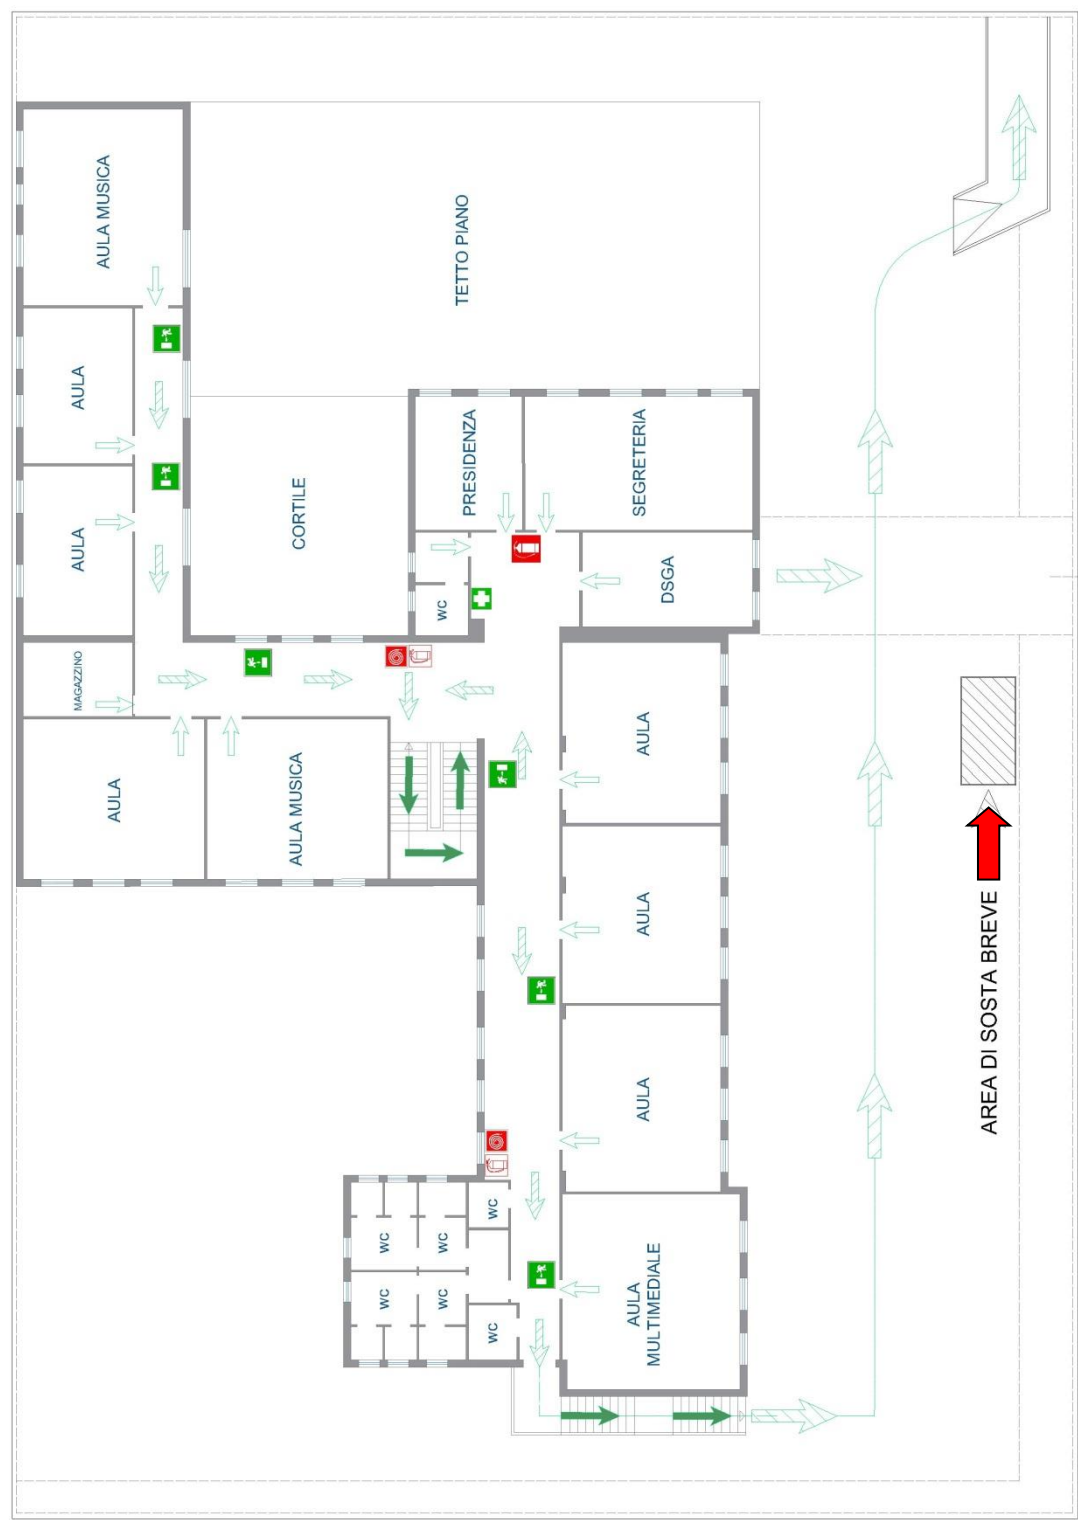 AULA MUSICA
TETTO PIANO
AULA
PRESIDENZA
SEGRETERIA
CORTILE
AULA
DSGA
WC
MAGAZZINO
AULA
AULA
AULA MUSICA
AULA
AREA DI SOSTA BREVE
AULA
WC
WC
WC
WC
WC
WC
AULA
MULTIMEDIALE